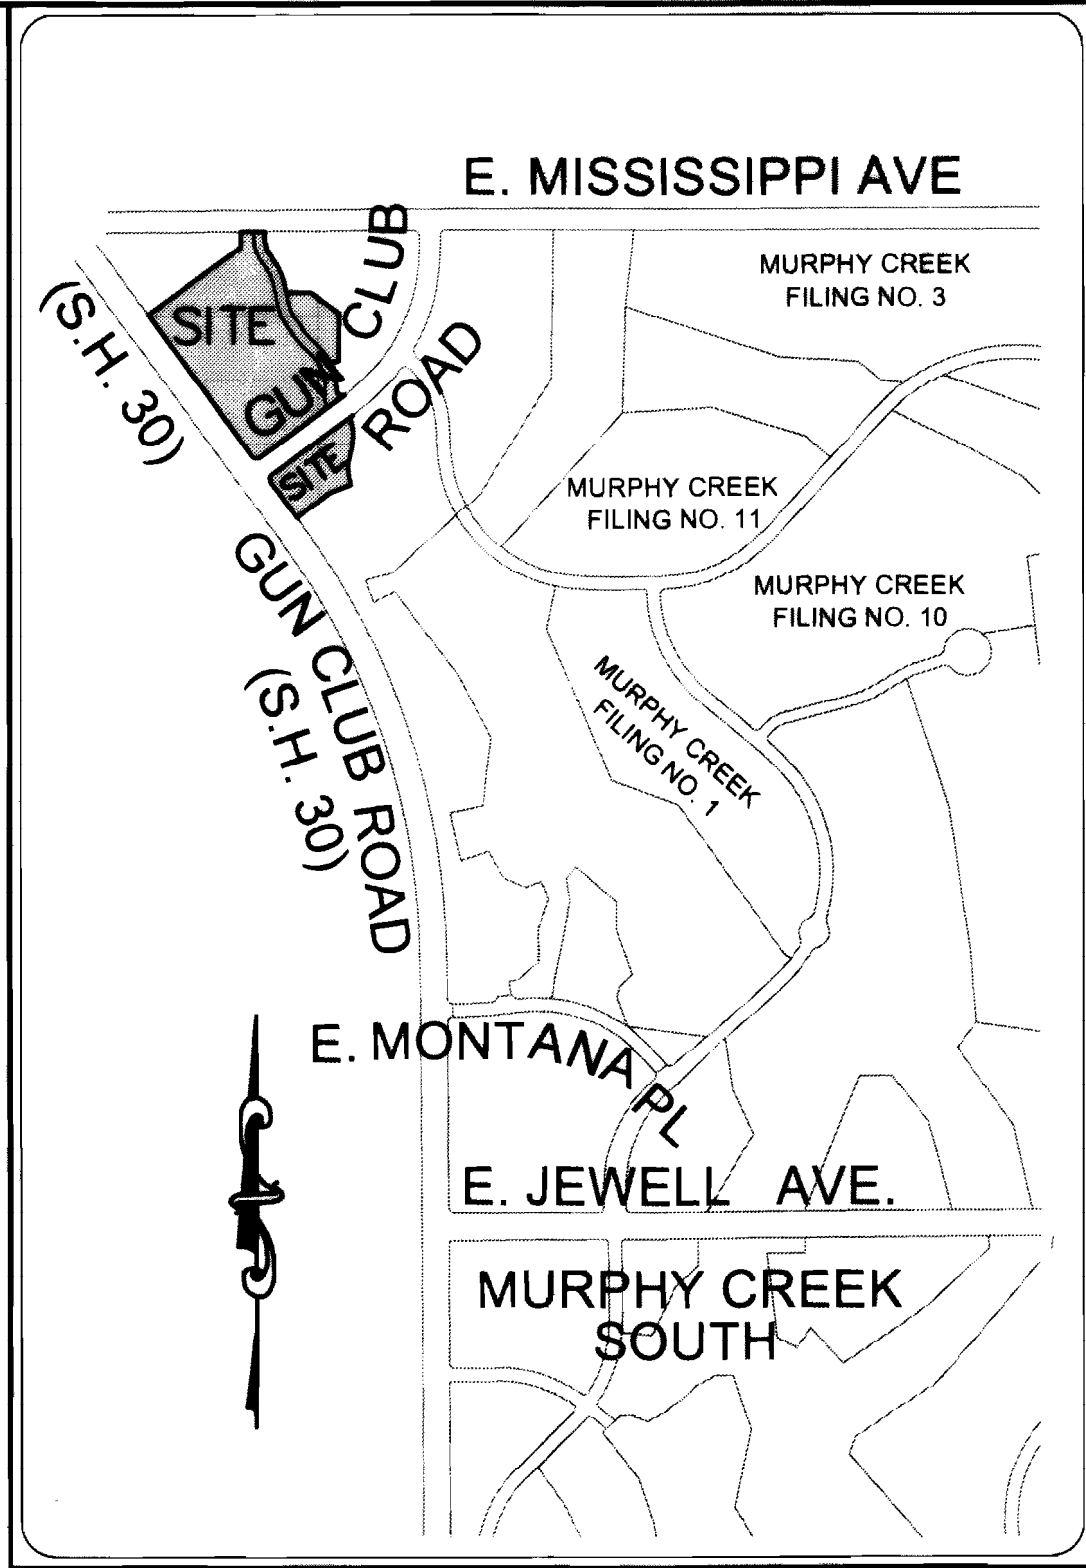 E. MISSISSIPPI AVE
MURPHY CREEK
FILING NO. 3
(S.H. 30)
SITE
GUN CLUB
ROAD
SITE
MURPHY CREEK
FILING NO. 11
MURPHY CREEK
FILING NO. 10
GUN CLUB ROAD
(S.H. 30)
MURPHY CREEK
FILING NO. 1
E. MONTANA PL
E. JEWELL AVE.
MURPHY CREEK
SOUTH